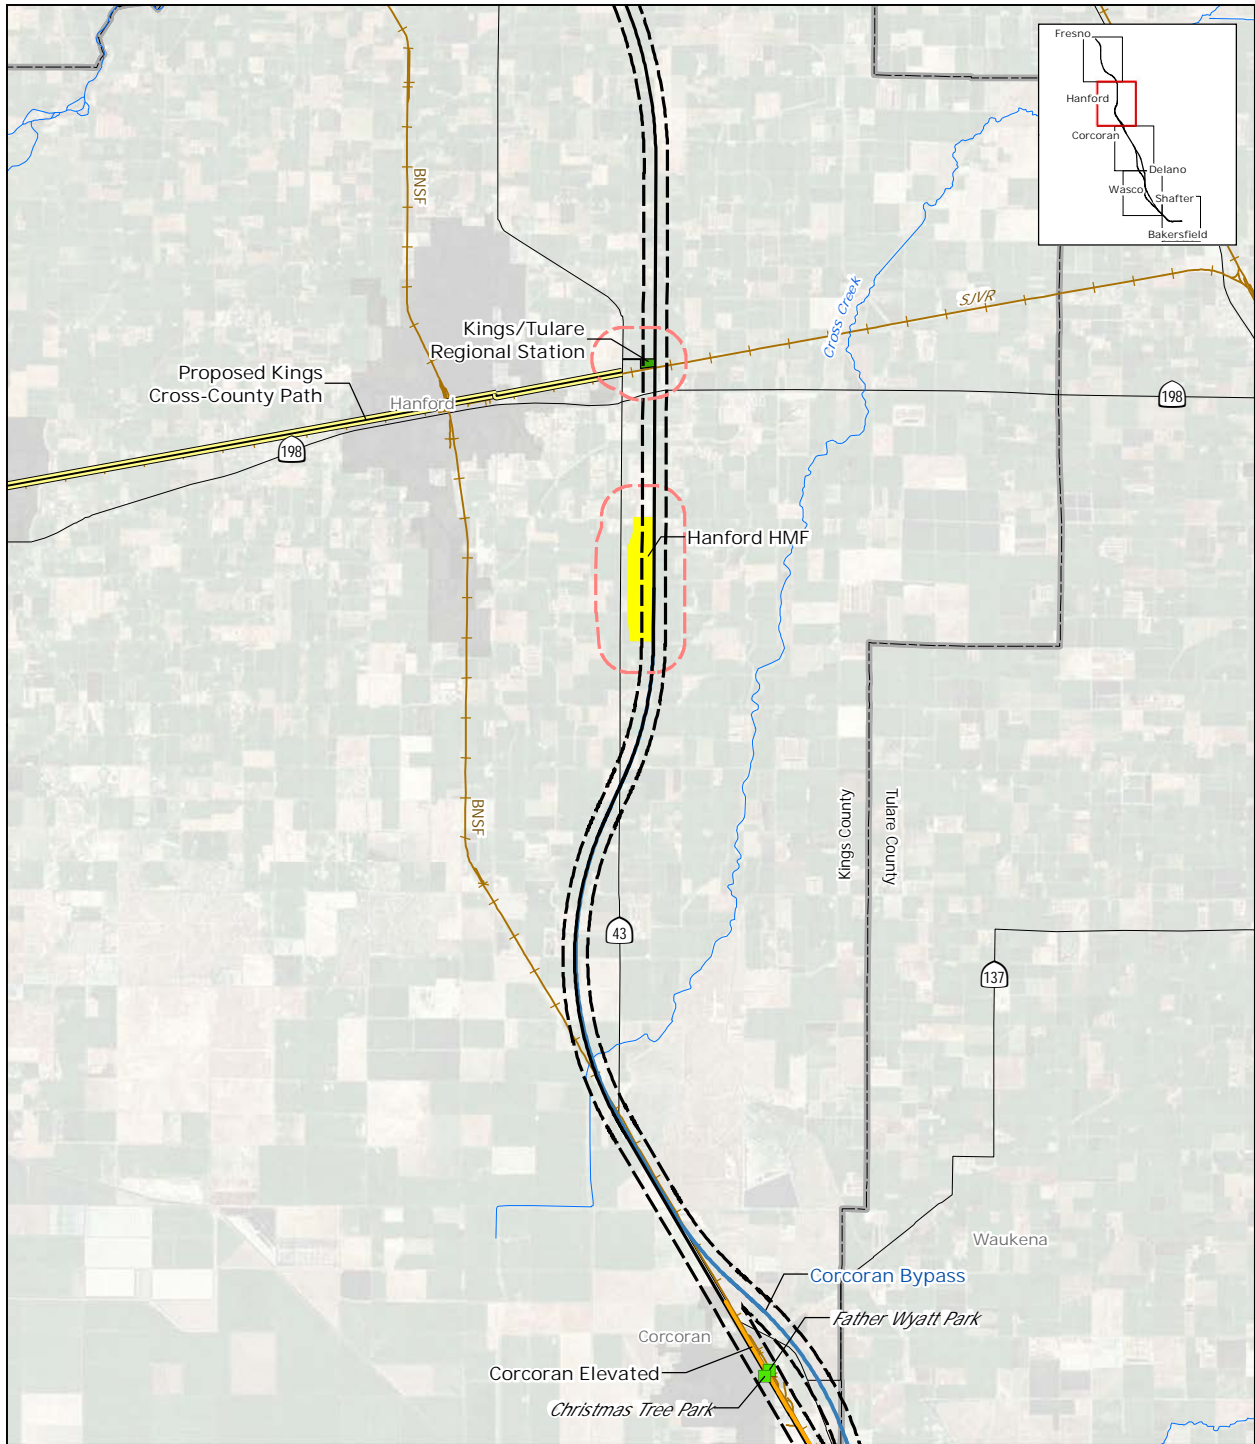 Fresno
Hanford
Corcoran
Delano
Wasco
Shafter
Bakersfield
BNSF
Cross Creek
SJVR
Kings/Tulare
Regional Station
Proposed Kings
Cross-County Path
Hanford
198
198
Hanford HMF
BNSF
Kings County
Tulare County
43
137
Waukena
Corcoran Bypass
Father Wyatt Park
Corcoran
Corcoran Elevated
Christmas Tree Park